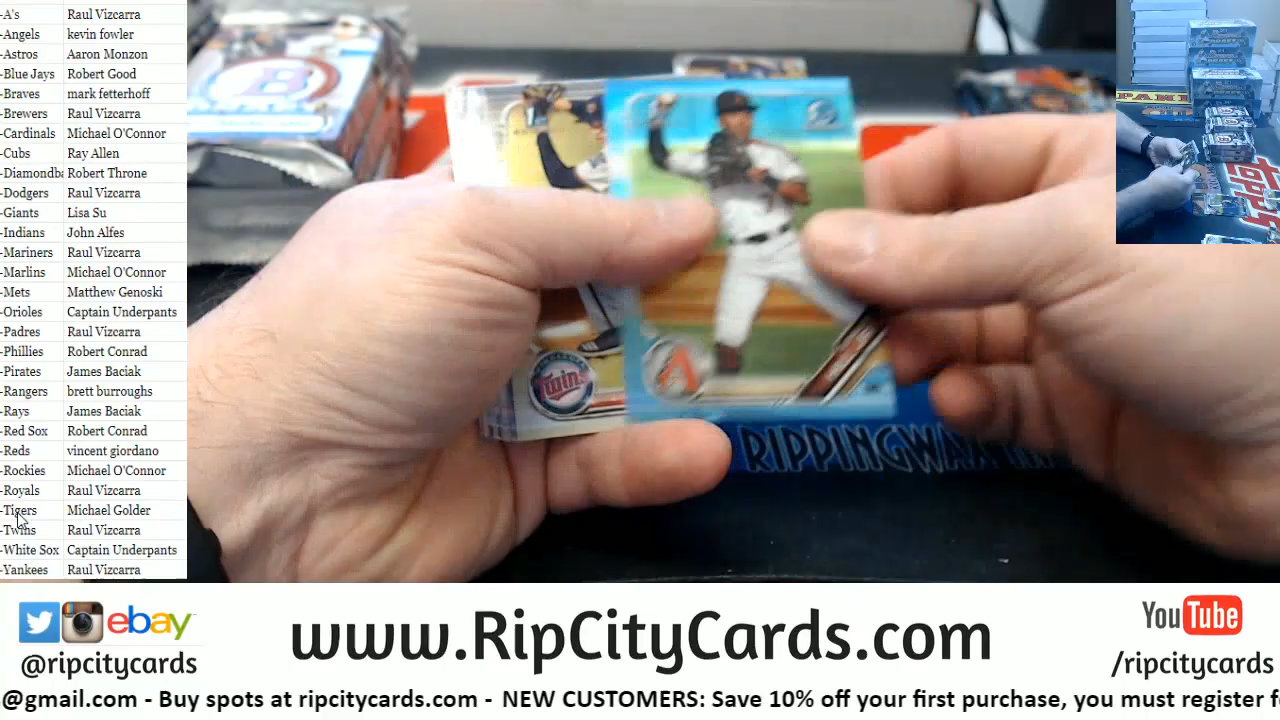 -A's Raul Vizcarra
-Angels kevin fowler
-Astros Aaron Monzon
-Blue Jays Robert Good
-Braves mark fetterhoff
-Brewers Raul Vizcarra
-Cardinals Michael O'Connor
-Cubs Ray Allen
-Diamondba Robert Throne
-Dodgers Raul Vizcarra
-Giants Lisa Su
-Indians John Alfes
-Mariners Raul Vizcarra
-Marlins Michael O'Connor
-Mets Matthew Genoski
-Orioles Captain Underpants
-Padres Raul Vizcarra
-Phillies Robert Conrad
-Pirates James Baciak
-Rangers brett burroughs
-Rays James Baciak
-Red Sox Robert Conrad
-Reds vincent giordano
-Rockies Michael O'Connor
-Royals Raul Vizcarra
-Tigers Michael Golder
-Twins Raul Vizcarra
-White Sox Captain Underpants
-Yankees Raul Vizcarra
B
Twins
A
RIPPINGWAX
PANINI
Topps
ebay
@ripcitycards
www.RipCityCards.com
YouTube
/ripcitycards
@gmail.com - Buy spots at ripcitycards.com - NEW CUSTOMERS: Save 10% off your first purchase, you must register f